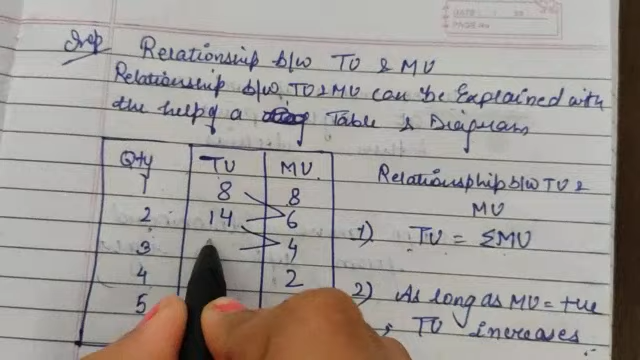 Imp Relationship b/w TU & MU
Relationship b/w TU & MU can be Explained with
the help of a Table & Diagram
Qty TU MU.
1 8 8
2 14 6
3 4
4 2
5
Relationsphip b/w TU &
MU
1) TU = ΣMU
2) As long as MU = +ve
, TU increases.